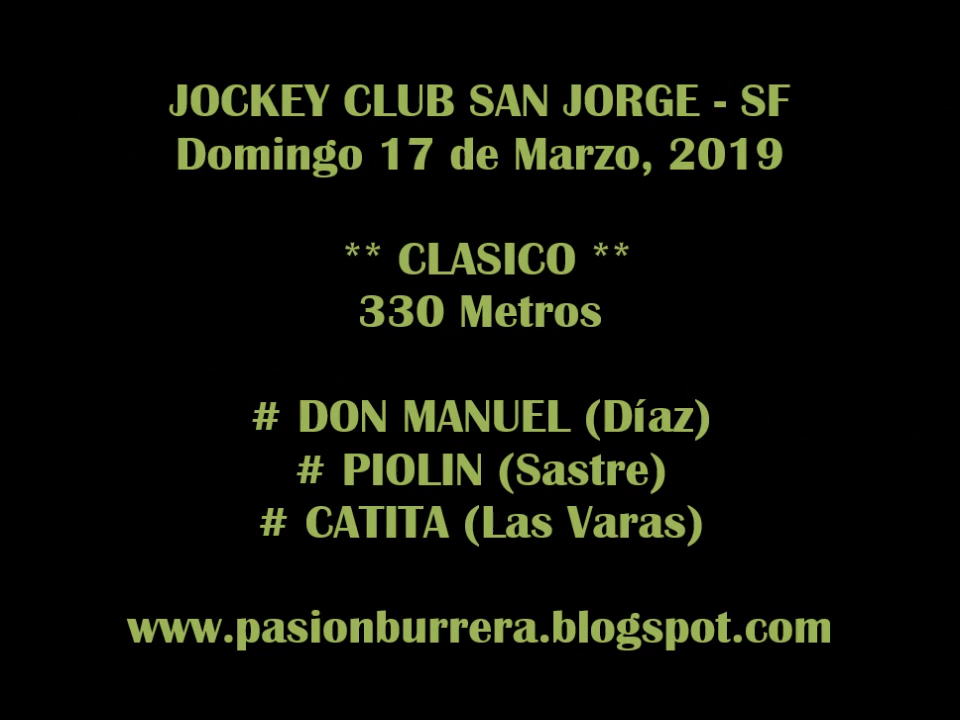 JOCKEY CLUB SAN JORGE - SF
Domingo 17 de Marzo, 2019
** CLASICO **
330 Metros
# DON MANUEL (Díaz)
# PIOLIN (Sastre)
# CATITA (Las Varas)
www.pasionburrera.blogspot.com